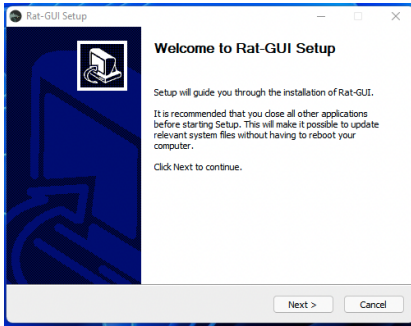 Rat-GUI Setup
Welcome to Rat-GUI Setup
Setup will guide you through the installation of Rat-GUI.
It is recommended that you close all other applications
before starting Setup. This will make it possible to update
relevant system files without having to reboot your
computer.
Click Next to continue.
Next >
Cancel